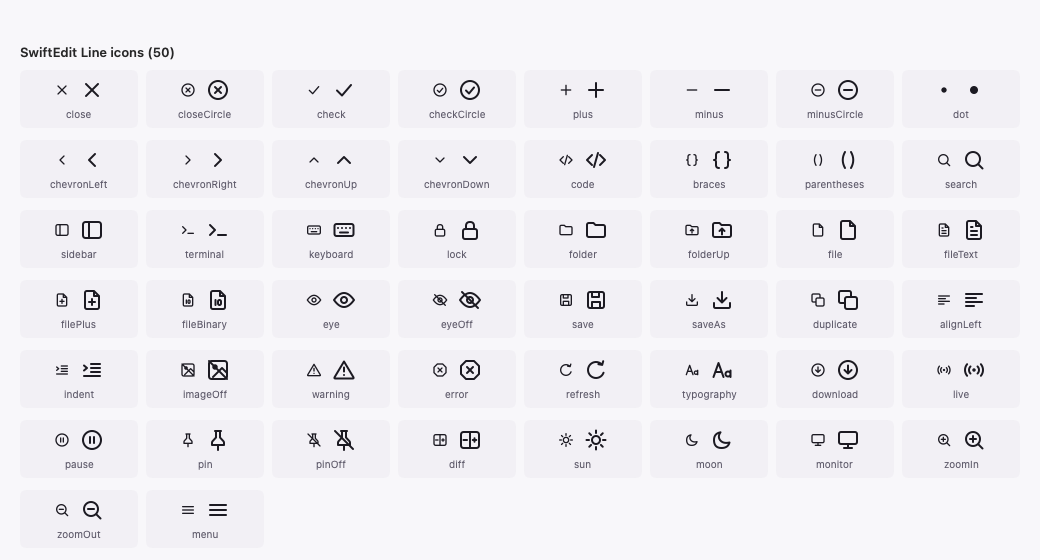 SwiftEdit Line icons (50)
close closeCircle check checkCircle plus minus minusCircle dot
chevronLeft chevronRight chevronUp chevronDown code braces parentheses search
sidebar terminal keyboard lock folder folderUp file fileText
filePlus fileBinary eye eyeOff save saveAs duplicate alignLeft
indent imageOff warning error refresh typography download live
pause pin pinOff diff sun moon monitor zoomIn
zoomOut menu